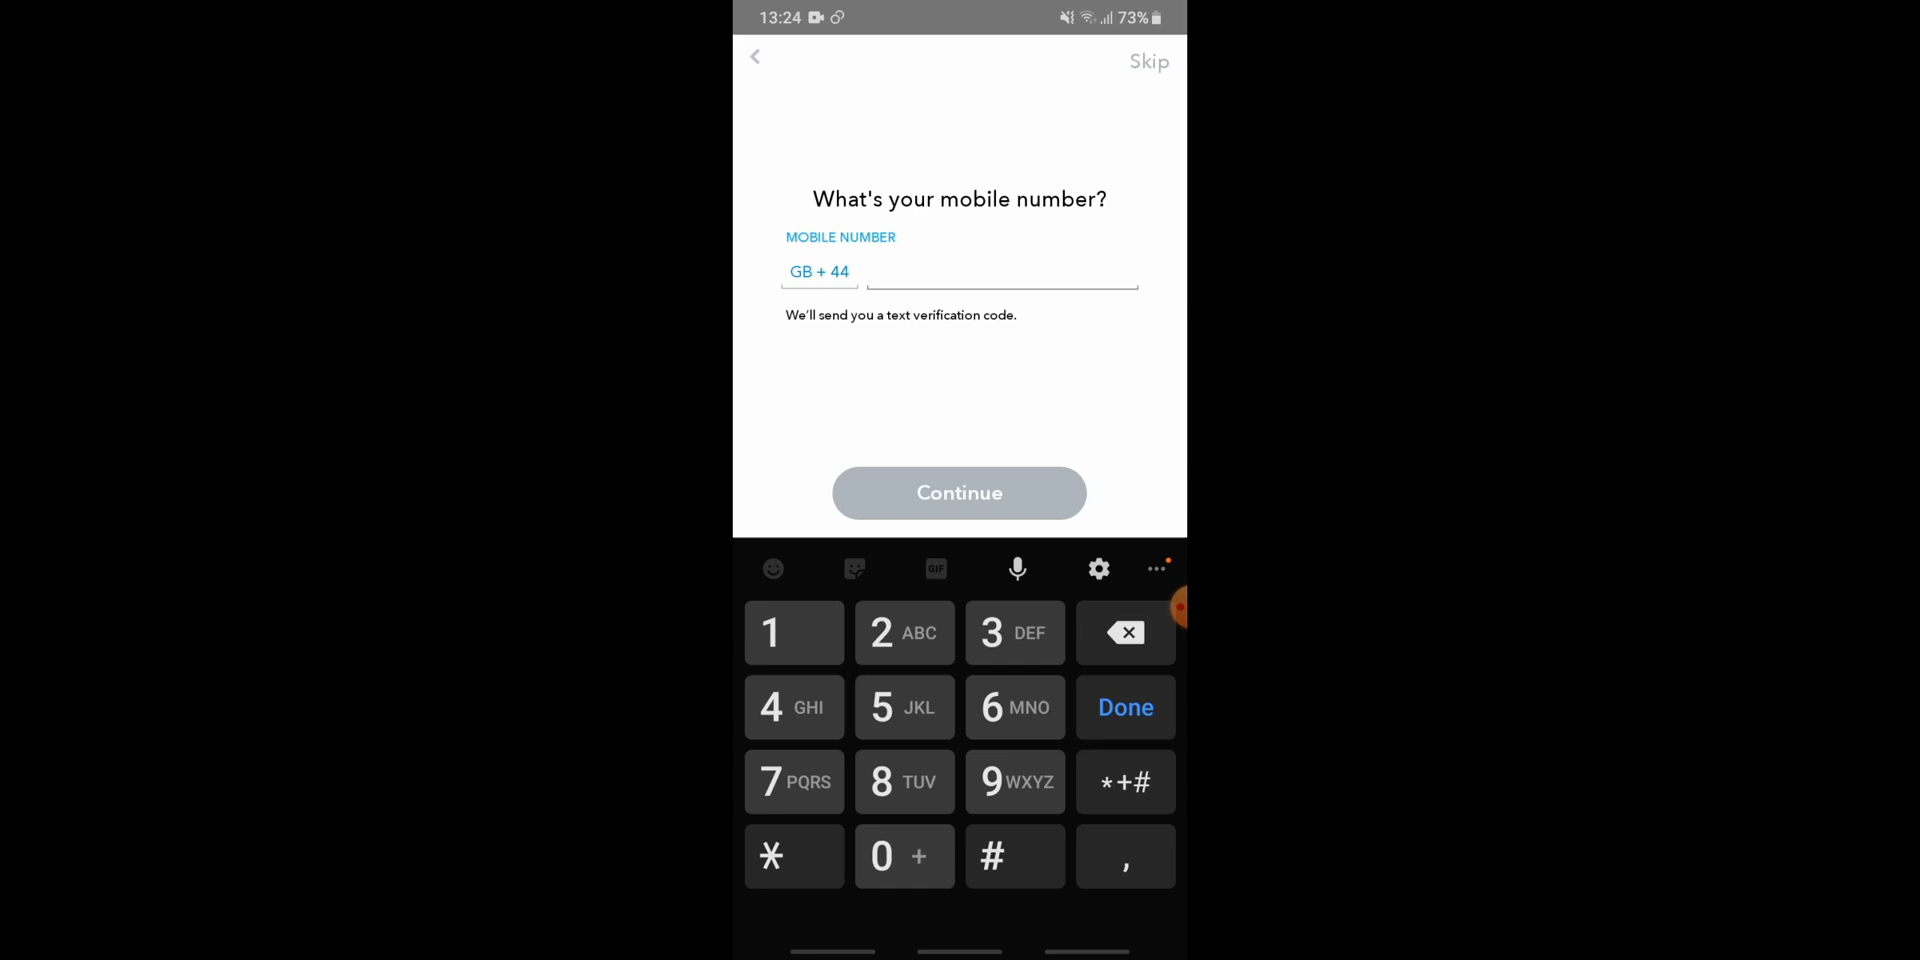 13:24 73%
Skip
What's your mobile number?
MOBILE NUMBER
GB + 44
We'll send you a text verification code.
Continue
GIF
1 2 ABC 3 DEF
4 GHI 5 JKL 6 MNO Done
7 PQRS 8 TUV 9 WXYZ *+#
* 0 + # ,